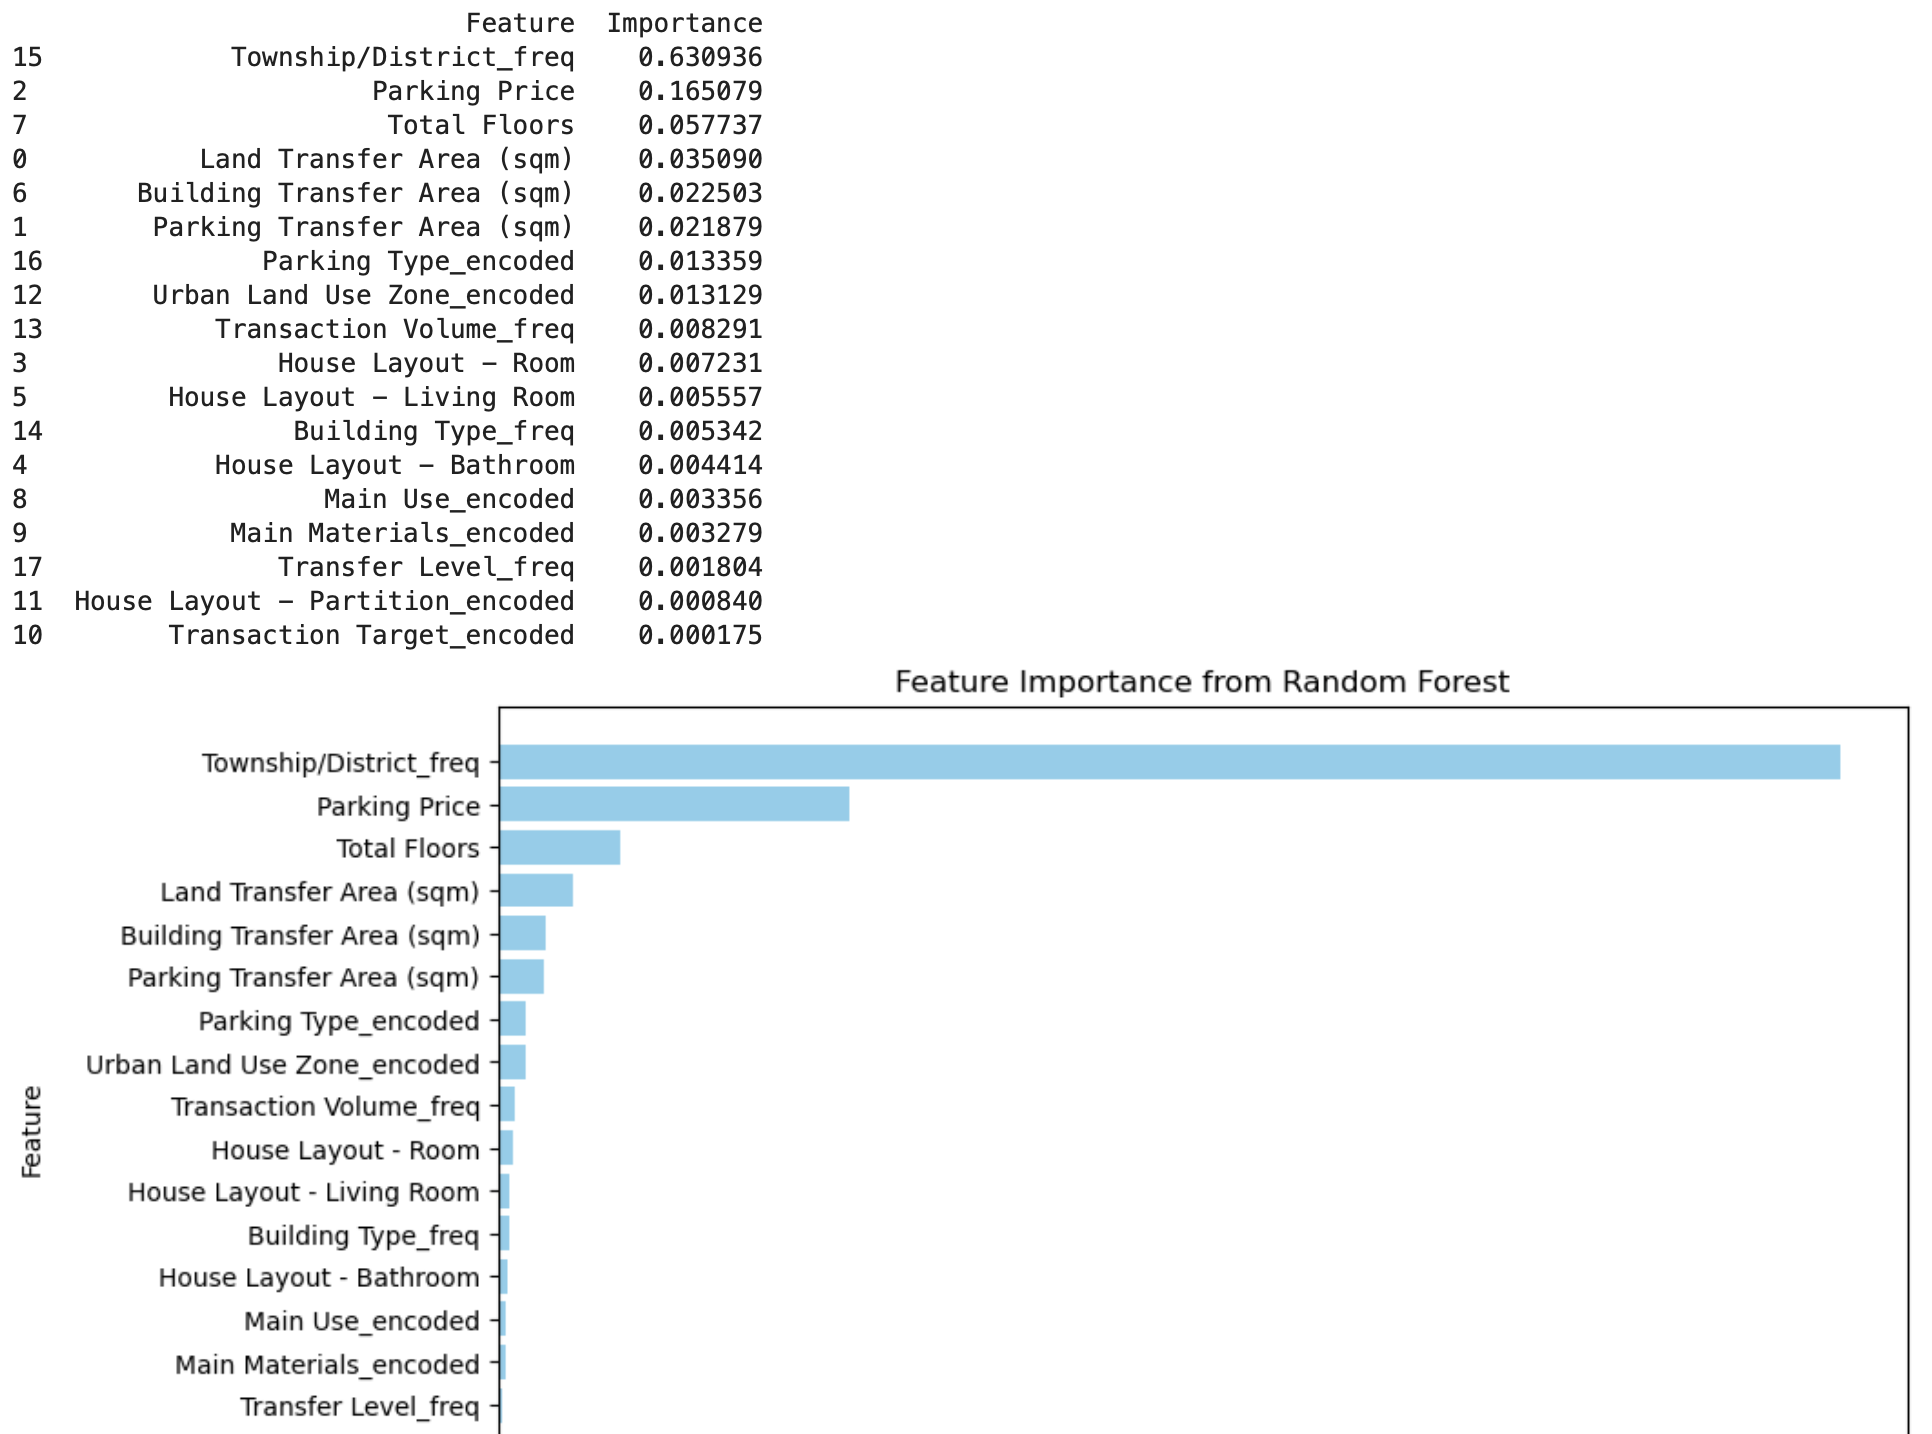 Feature Importance
15 Township/District_freq 0.630936
2 Parking Price 0.165079
7 Total Floors 0.057737
0 Land Transfer Area (sqm) 0.035090
6 Building Transfer Area (sqm) 0.022503
1 Parking Transfer Area (sqm) 0.021879
16 Parking Type_encoded 0.013359
12 Urban Land Use Zone_encoded 0.013129
13 Transaction Volume_freq 0.008291
3 House Layout – Room 0.007231
5 House Layout – Living Room 0.005557
14 Building Type_freq 0.005342
4 House Layout – Bathroom 0.004414
8 Main Use_encoded 0.003356
9 Main Materials_encoded 0.003279
17 Transfer Level_freq 0.001804
11 House Layout – Partition_encoded 0.000840
10 Transaction Target_encoded 0.000175
Feature Importance from Random Forest
Township/District_freq
Parking Price
Total Floors
Land Transfer Area (sqm)
Building Transfer Area (sqm)
Parking Transfer Area (sqm)
Parking Type_encoded
Urban Land Use Zone_encoded
Transaction Volume_freq
House Layout - Room
House Layout - Living Room
Building Type_freq
House Layout - Bathroom
Main Use_encoded
Main Materials_encoded
Transfer Level_freq
Feature